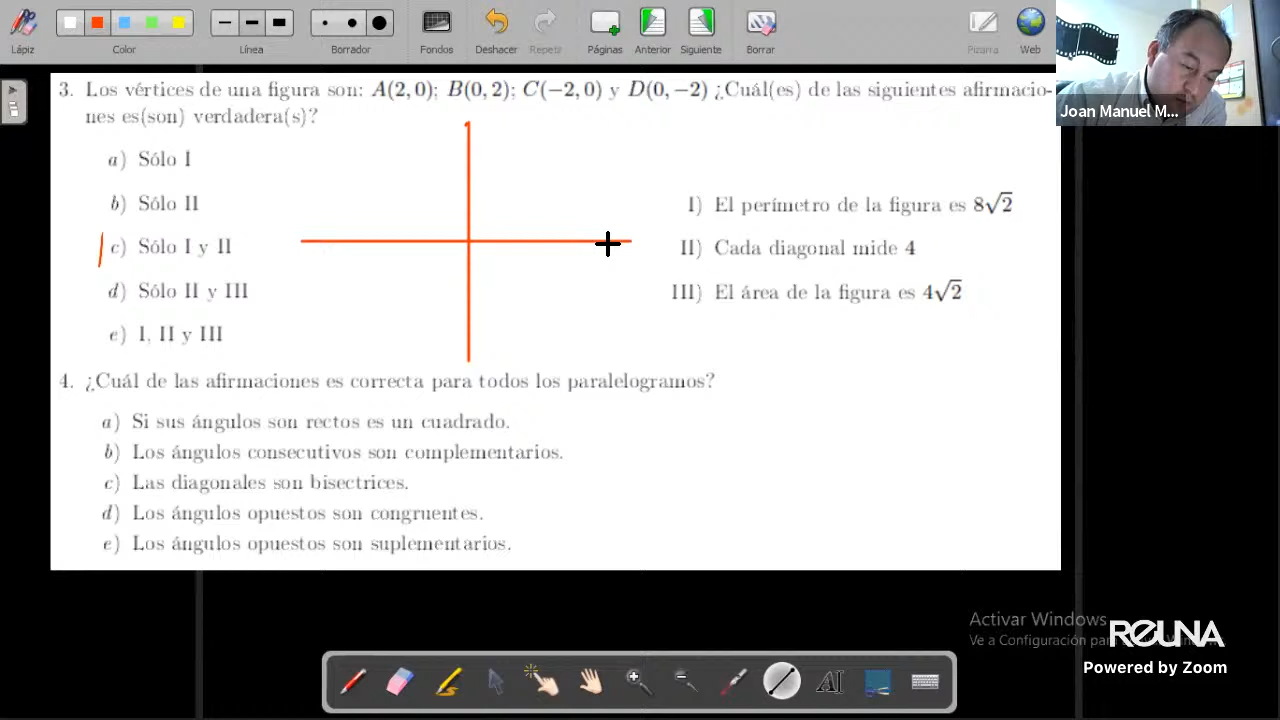 Lápiz
Color
Línea
Borrador
Fondos
Deshacer
Repetir
Páginas
Anterior
Siguiente
Borrar
Pizarra
Web
Joan Manuel M...
3. Los vértices de una figura son: A(2, 0); B(0, 2); C(−2, 0) y D(0, −2) ¿Cuál(es) de las siguientes afirmacio-
nes es(son) verdadera(s)?
a) Sólo I
b) Sólo II
c) Sólo I y II
d) Sólo II y III
e) I, II y III
I) El perímetro de la figura es 8√2
II) Cada diagonal mide 4
III) El área de la figura es 4√2
4. ¿Cuál de las afirmaciones es correcta para todos los paralelogramos?
a) Si sus ángulos son rectos es un cuadrado.
b) Los ángulos consecutivos son complementarios.
c) Las diagonales son bisectrices.
d) Los ángulos opuestos son congruentes.
e) Los ángulos opuestos son suplementarios.
Activar Windows
Ve a Configuración para
REUNA
Powered by Zoom
AI